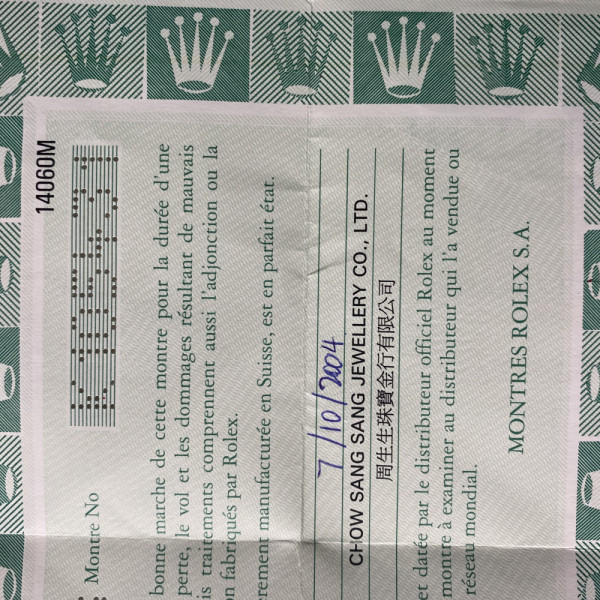 14060M
Montre No
bonne marche de cette montre pour la durée d'une
perte, le vol et les dommages résultant de mauvais
is traitements comprennent aussi l'adjonction ou la
on fabriqués par Rolex.
rement manufacturée en Suisse, est en parfait état.
7/10/2004
CHOW SANG SANG JEWELLERY CO., LTD.
周生生珠寶金行有限公司
et datée par le distributeur officiel Rolex au moment
montre à examiner au distributeur qui l'a vendue ou
réseau mondial.
MONTRES ROLEX S.A.